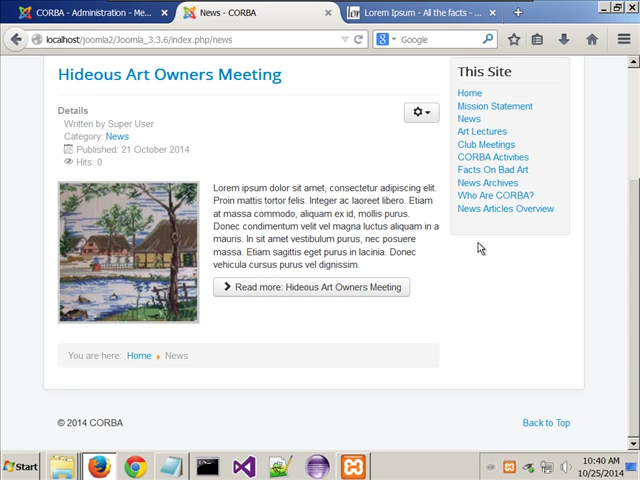 CORBA - Administration - Me...
News - CORBA
Lorem Ipsum - All the facts - ...
localhost/joomla2/Joomla_3.3.6/index.php/news
Google
Hideous Art Owners Meeting
Details
Written by Super User
Category: News
Published: 21 October 2014
Hits: 0
Lorem ipsum dolor sit amet, consectetur adipiscing elit.
Proin mattis tortor felis. Integer ac laoreet libero. Etiam
at massa commodo, aliquam ex id, mollis purus.
Donec condimentum velit vel magna luctus aliquam in a
mauris. In sit amet vestibulum purus, nec posuere
massa. Etiam sagittis eget purus in lacinia. Donec
vehicula cursus purus vel dignissim.
Read more: Hideous Art Owners Meeting
This Site
Home
Mission Statement
News
Art Lectures
Club Meetings
CORBA Activities
Facts On Bad Art
News Archives
Who Are CORBA?
News Articles Overview
You are here: Home News
© 2014 CORBA
Back to Top
Start
10:40 AM
10/25/2014